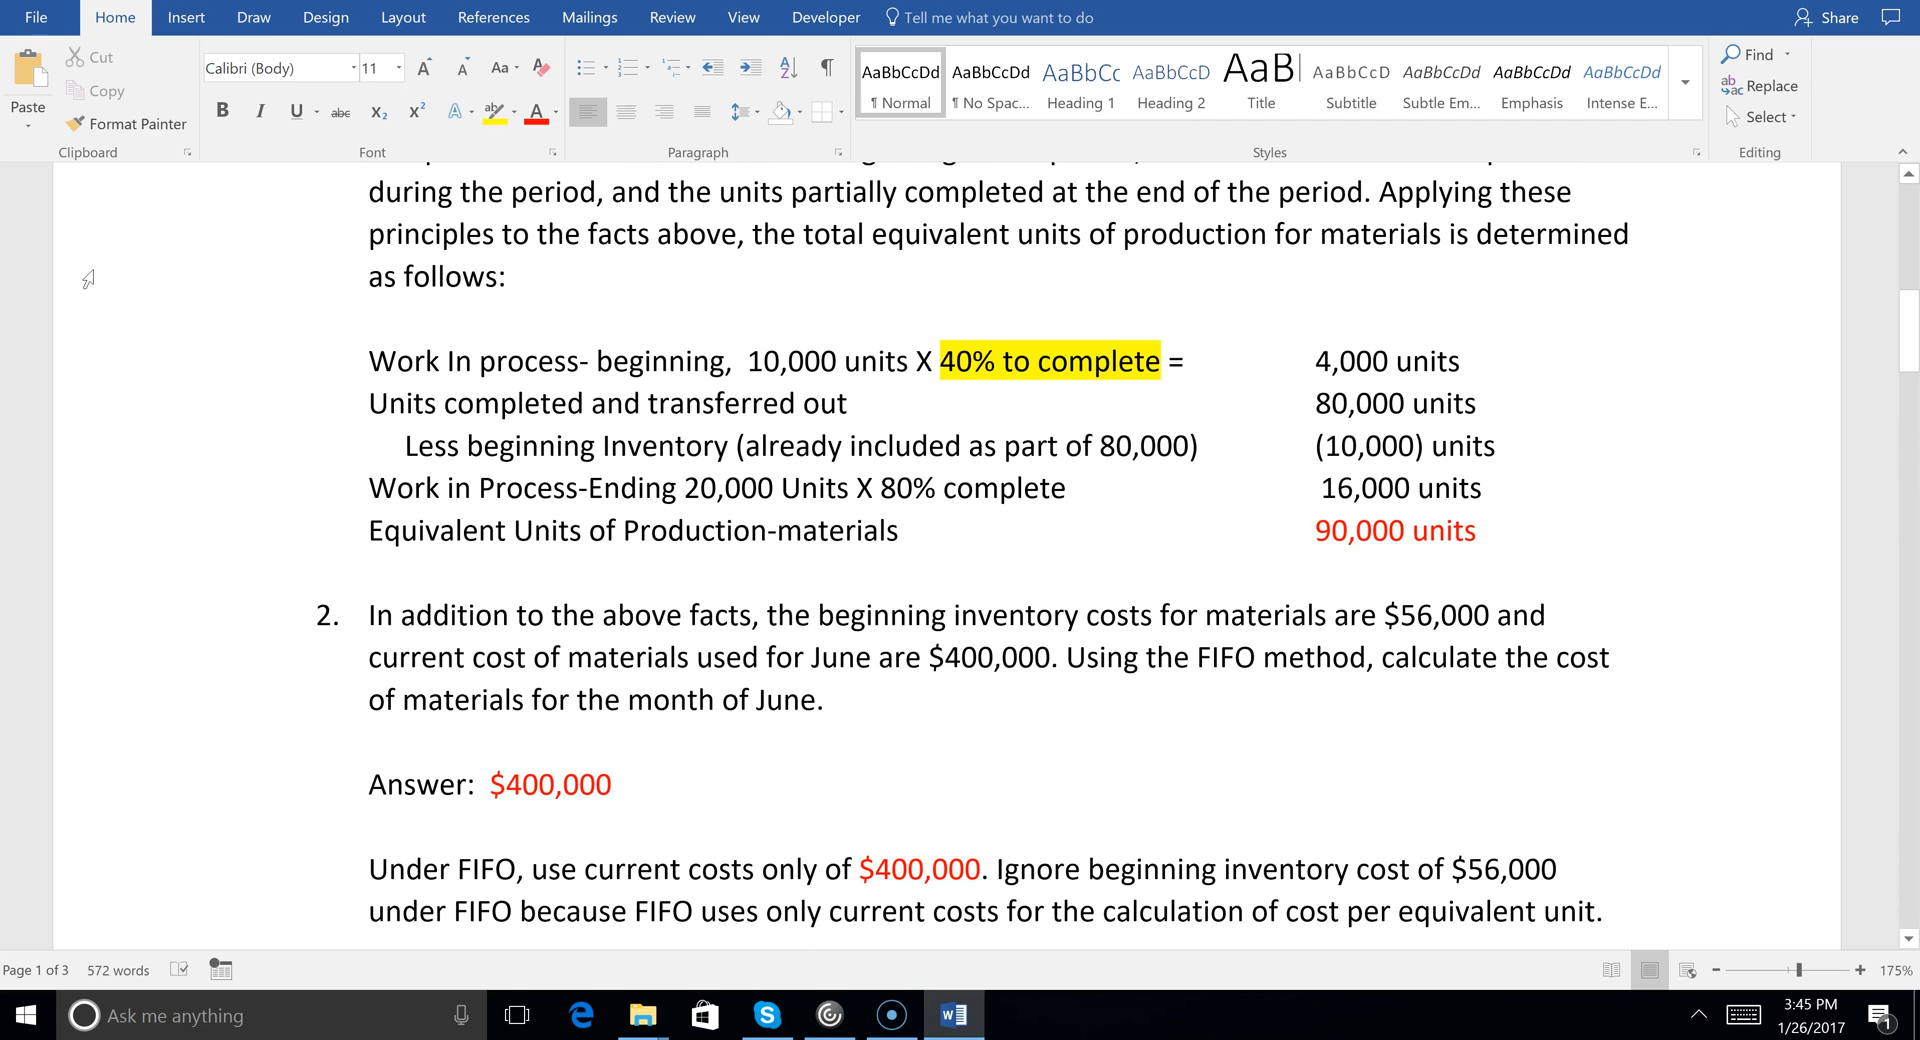 File Home Insert Draw Design Layout References Mailings Review View Developer Tell me what you want to do Share
Cut
Copy
Paste
Format Painter
Clipboard
Calibri (Body) 11 Aa
B I U abc X₂ X² A aby A
Font
Paragraph
AaBbCcDd AaBbCcDd AaBbCc AaBbCcD AaB AaBbCcD AaBbCcDd AaBbCcDd AaBbCcDd
¶ Normal ¶ No Spac... Heading 1 Heading 2 Title Subtitle Subtle Em... Emphasis Intense E...
Styles
Find
Replace
Select
Editing
during the period, and the units partially completed at the end of the period. Applying these
principles to the facts above, the total equivalent units of production for materials is determined
as follows:
Work In process- beginning, 10,000 units X 40% to complete = 4,000 units
Units completed and transferred out 80,000 units
Less beginning Inventory (already included as part of 80,000) (10,000) units
Work in Process-Ending 20,000 Units X 80% complete 16,000 units
Equivalent Units of Production-materials 90,000 units
2. In addition to the above facts, the beginning inventory costs for materials are $56,000 and
current cost of materials used for June are $400,000. Using the FIFO method, calculate the cost
of materials for the month of June.
Answer: $400,000
Under FIFO, use current costs only of $400,000. Ignore beginning inventory cost of $56,000
under FIFO because FIFO uses only current costs for the calculation of cost per equivalent unit.
Page 1 of 3 572 words 175%
Ask me anything
3:45 PM
1/26/2017
1